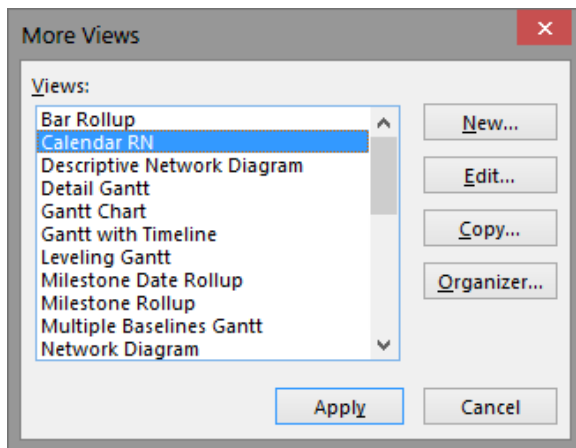 More Views
Views:
Bar Rollup
Calendar RN
Descriptive Network Diagram
Detail Gantt
Gantt Chart
Gantt with Timeline
Leveling Gantt
Milestone Date Rollup
Milestone Rollup
Multiple Baselines Gantt
Network Diagram
New...
Edit...
Copy...
Organizer...
Apply
Cancel